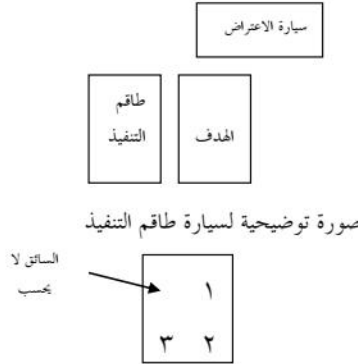 سيارة الاعتراض
طاقم
التنفيذ
الهدف
صورة توضيحية لسيارة طاقم التنفيذ
السائق لا
يحسب
١
٣ ٢